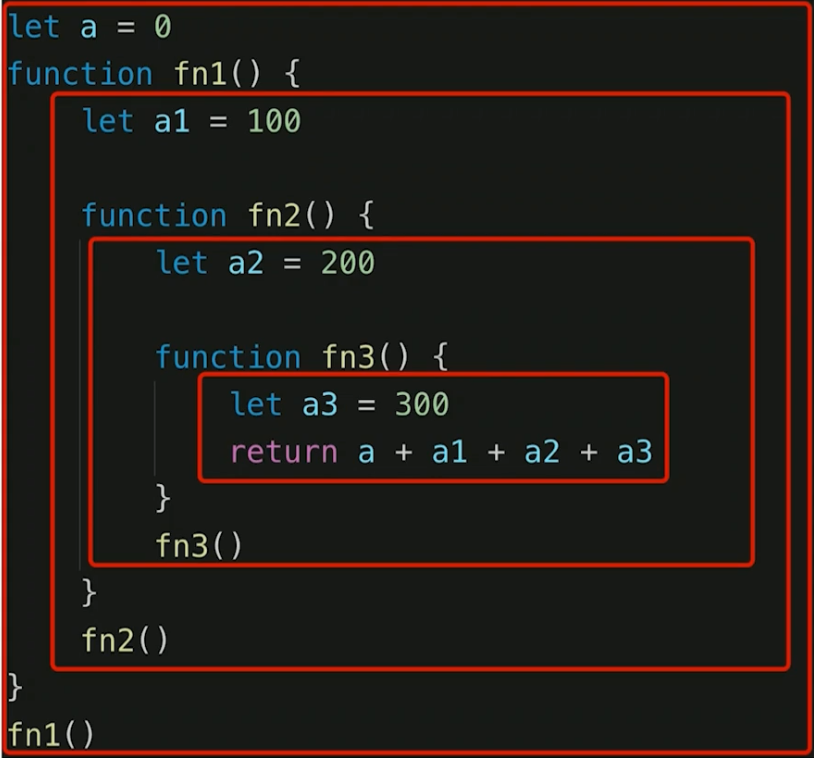 let a = 0
function fn1() {
    let a1 = 100

    function fn2() {
        let a2 = 200

        function fn3() {
            let a3 = 300
            return a + a1 + a2 + a3
        }
        fn3()
    }
    fn2()
}
fn1()